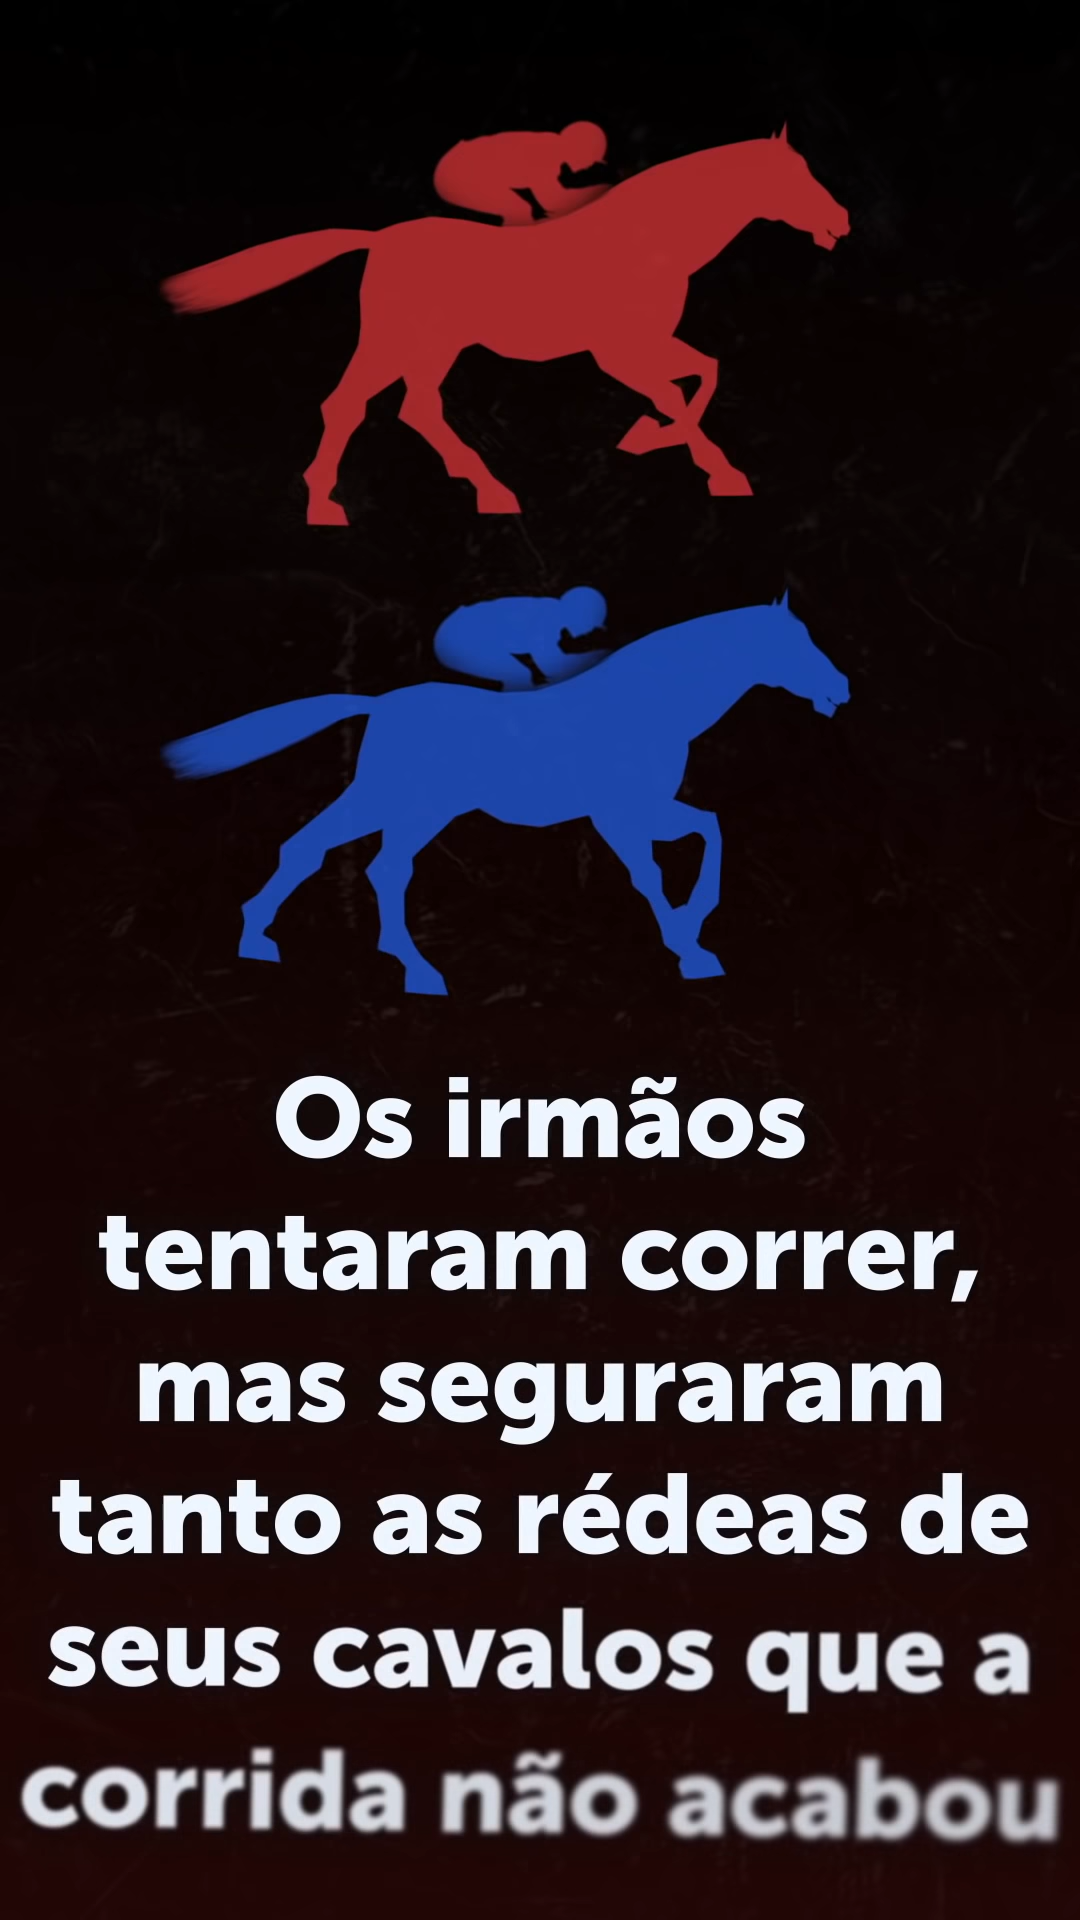 Os irmãos
tentaram correr,
mas seguraram
tanto as rédeas de
seus cavalos que a
corrida não acabou